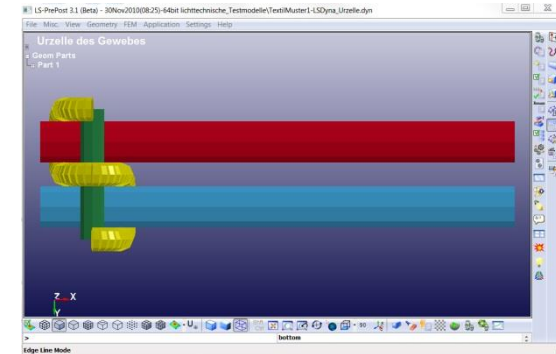 LS-PrePost 3.1 (Beta) - 30Nov2010(08:25)-64bit lichttechnische_Testmodelle\TextilMuster1-LSDyna_Urzelle.dyn
File Misc. View Geometry FEM Application Settings Help
Urzelle des Gewebes
Geom Parts
Part 1
Z X
Y
>
bottom
Edge Line Mode